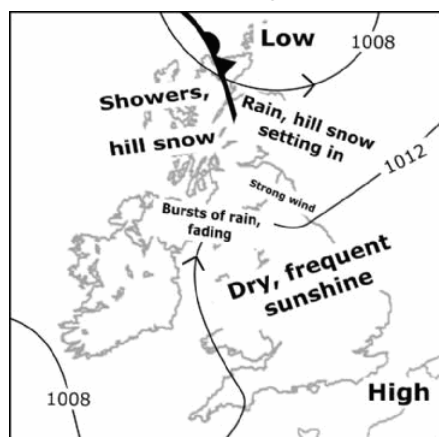 Low
1008
Showers,
hill snow
Rain, hill snow
setting in
1012
Strong wind
Bursts of rain,
fading
Dry, frequent
sunshine
1008
High